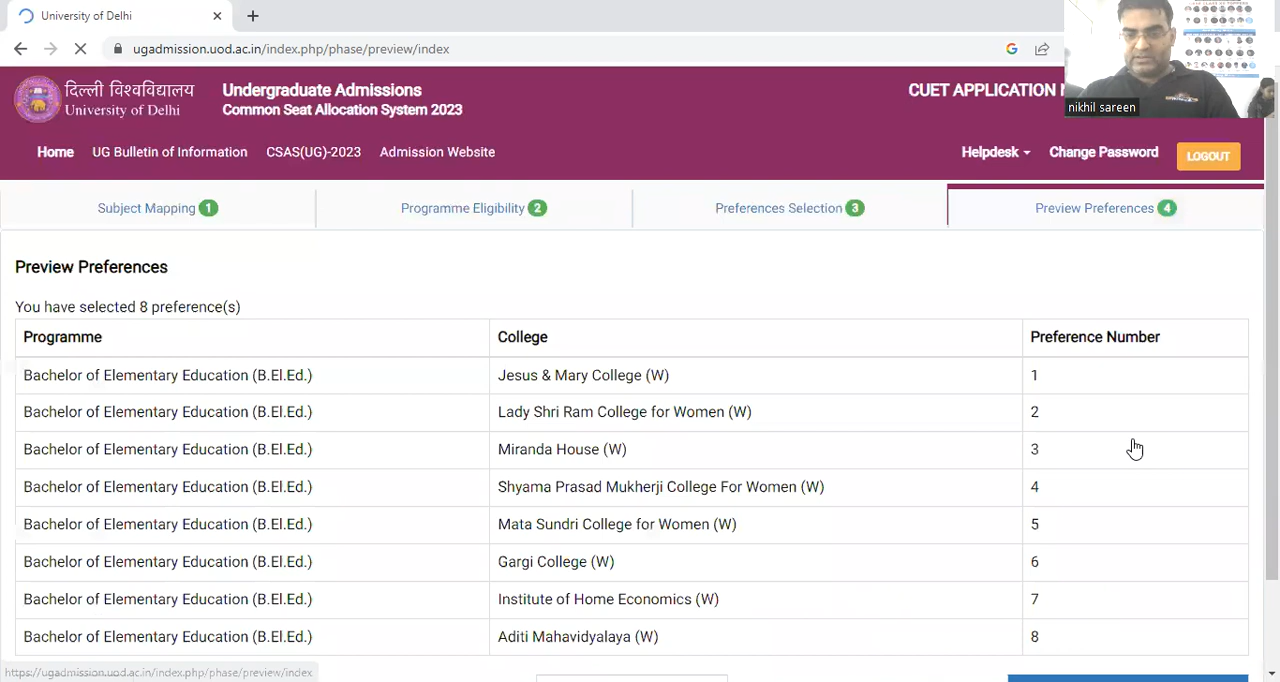 University of Delhi
ugadmission.uod.ac.in/index.php/phase/preview/index
दिल्ली विश्वविद्यालय
University of Delhi
Undergraduate Admissions
Common Seat Allocation System 2023
CUET APPLICATION
nikhil sareen
Home UG Bulletin of Information CSAS(UG)-2023 Admission Website Helpdesk Change Password LOGOUT
Subject Mapping 1 Programme Eligibility 2 Preferences Selection 3 Preview Preferences 4
Preview Preferences
You have selected 8 preference(s)
Programme College Preference Number
Bachelor of Elementary Education (B.El.Ed.) Jesus & Mary College (W) 1
Bachelor of Elementary Education (B.El.Ed.) Lady Shri Ram College for Women (W) 2
Bachelor of Elementary Education (B.El.Ed.) Miranda House (W) 3
Bachelor of Elementary Education (B.El.Ed.) Shyama Prasad Mukherji College For Women (W) 4
Bachelor of Elementary Education (B.El.Ed.) Mata Sundri College for Women (W) 5
Bachelor of Elementary Education (B.El.Ed.) Gargi College (W) 6
Bachelor of Elementary Education (B.El.Ed.) Institute of Home Economics (W) 7
Bachelor of Elementary Education (B.El.Ed.) Aditi Mahavidyalaya (W) 8
https://ugadmission.uod.ac.in/index.php/phase/preview/index